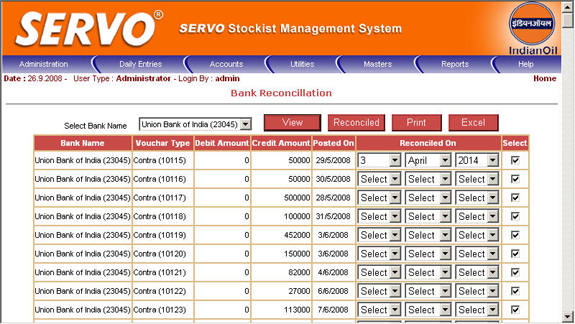 SERVO®
SERVO Stockist Management System
इंडियनऑयल
IndianOil
Administration Daily Entries Accounts Utilities Masters Reports Help
Date : 26.9.2008 - User Type : Administrator - Login By : admin Home
Bank Reconcillation
Select Bank Name Union Bank of India (23045) View Reconciled Print Excel
Bank Name Vouchar Type Debit Amount Credit Amount Posted On Reconciled On Select
Union Bank of India (23045) Contra (10115) 0 50000 29/5/2008 3 April 2014
Union Bank of India (23045) Contra (10116) 0 50000 30/5/2008 Select Select Select
Union Bank of India (23045) Contra (10117) 0 500000 28/5/2008 Select Select Select
Union Bank of India (23045) Contra (10118) 0 100000 31/5/2008 Select Select Select
Union Bank of India (23045) Contra (10119) 0 452000 3/6/2008 Select Select Select
Union Bank of India (23045) Contra (10120) 0 150000 3/6/2008 Select Select Select
Union Bank of India (23045) Contra (10121) 0 82000 4/6/2008 Select Select Select
Union Bank of India (23045) Contra (10122) 0 27000 6/6/2008 Select Select Select
Union Bank of India (23045) Contra (10123) 0 113000 7/6/2008 Select Select Select